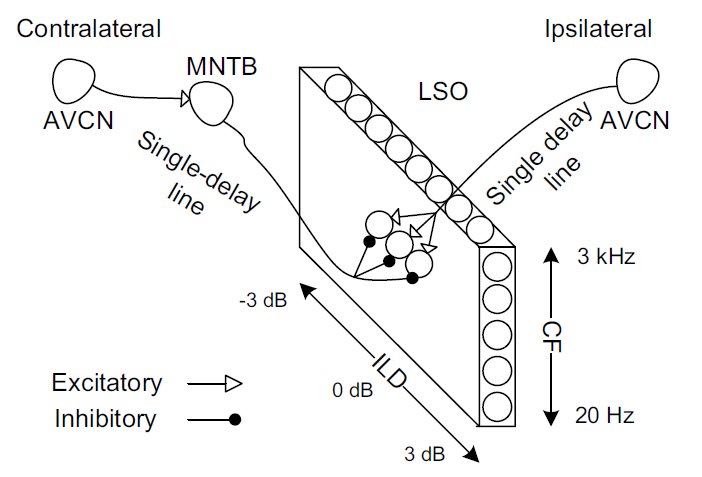 Contralateral
Ipsilateral
MNTB
LSO
AVCN
AVCN
Single-delay
line
Single delay
line
3 kHz
-3 dB
CF
ILD
0 dB
Excitatory
Inhibitory
20 Hz
3 dB